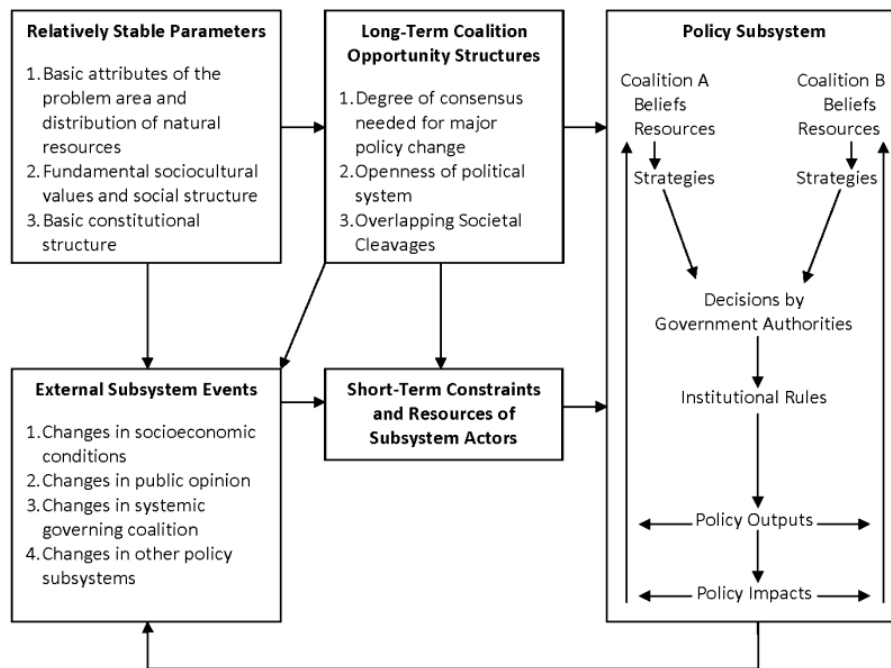 Relatively Stable Parameters
1. Basic attributes of the
problem area and
distribution of natural
resources
2. Fundamental sociocultural
values and social structure
3. Basic constitutional
structure
Long-Term Coalition
Opportunity Structures
1. Degree of consensus
needed for major
policy change
2. Openness of political
system
3. Overlapping Societal
Cleavages
Policy Subsystem
Coalition A
Beliefs
Resources
Strategies
Coalition B
Beliefs
Resources
Strategies
Decisions by
Government Authorities
Institutional Rules
Policy Outputs
Policy Impacts
External Subsystem Events
1. Changes in socioeconomic
conditions
2. Changes in public opinion
3. Changes in systemic
governing coalition
4. Changes in other policy
subsystems
Short-Term Constraints
and Resources of
Subsystem Actors